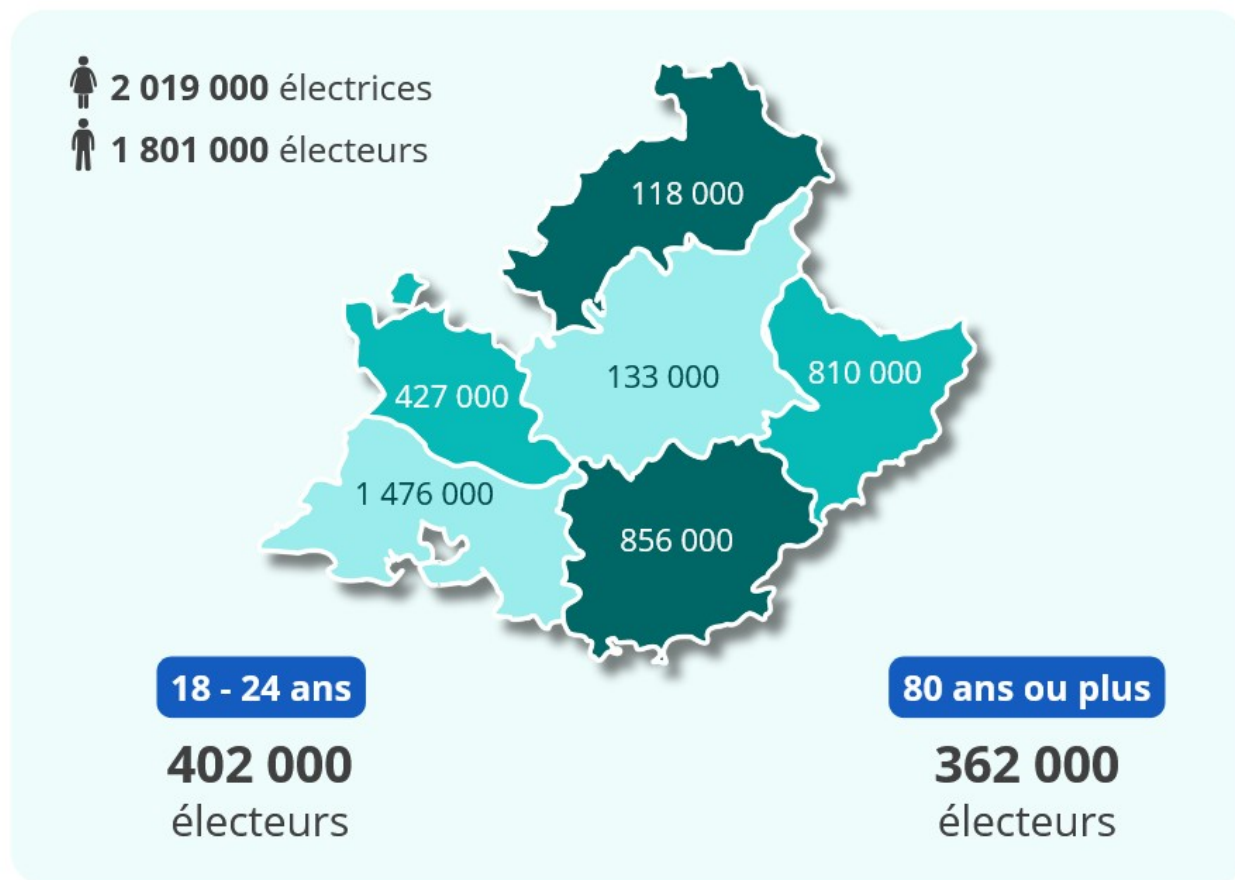 2 019 000 électrices
1 801 000 électeurs
118 000
133 000
810 000
427 000
1 476 000
856 000
18 - 24 ans
402 000
électeurs
80 ans ou plus
362 000
électeurs